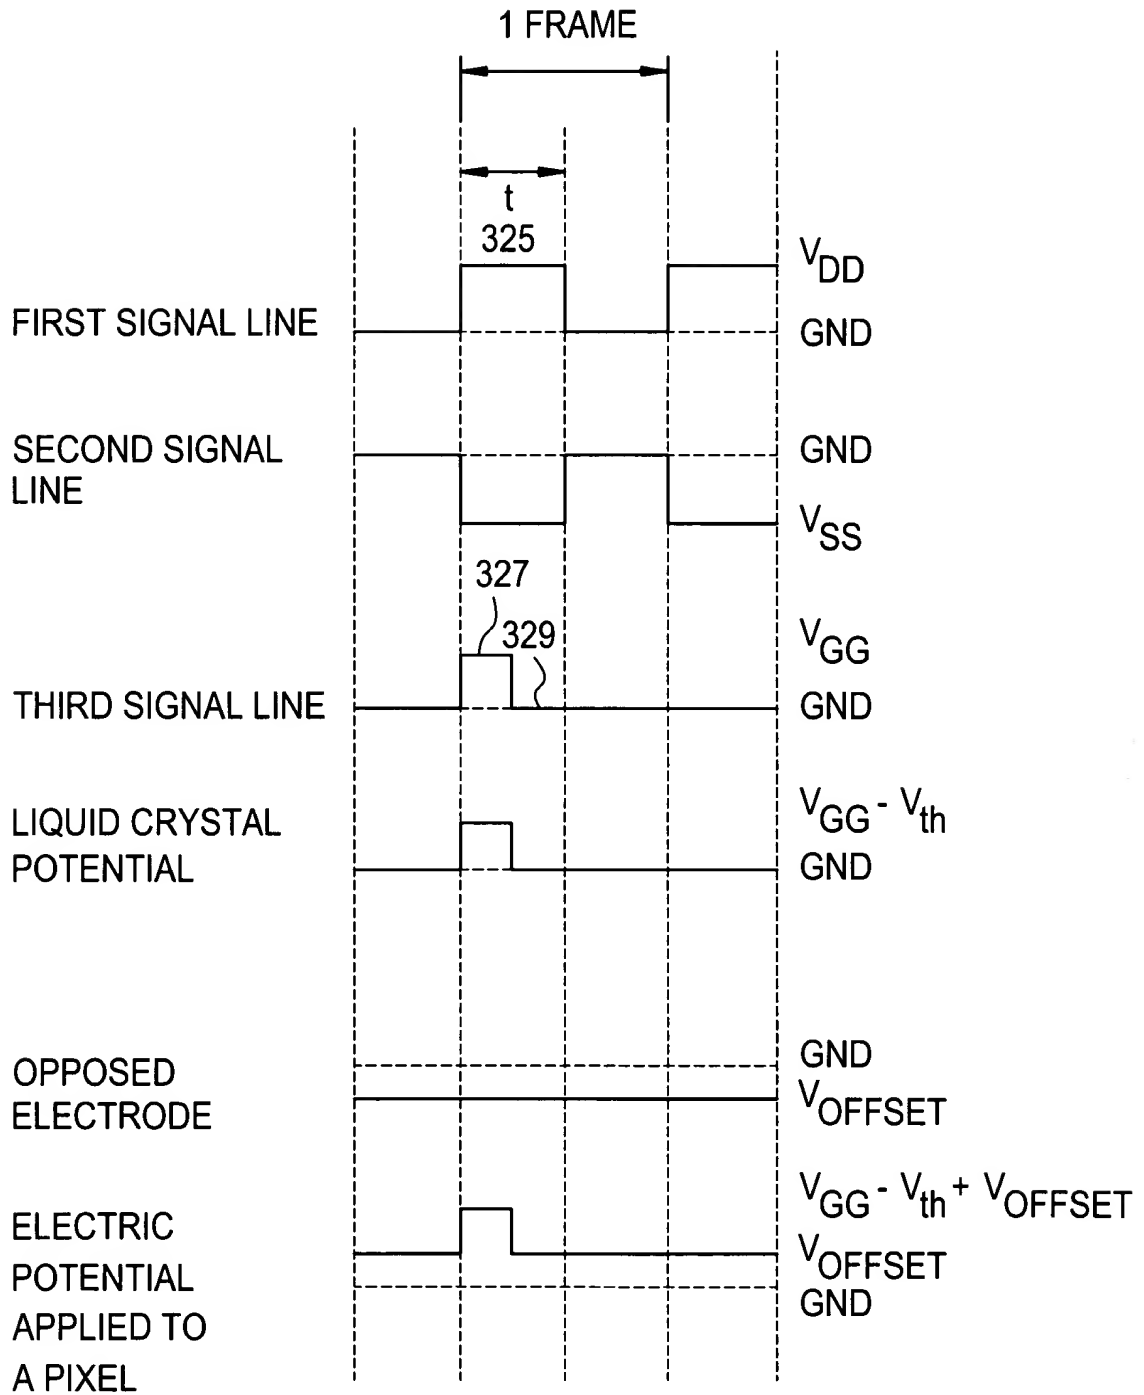 1 FRAME
t
325
V_DD
FIRST SIGNAL LINE
GND
SECOND SIGNAL
LINE
GND
V_SS
327
329
V_GG
THIRD SIGNAL LINE
GND
LIQUID CRYSTAL
POTENTIAL
V_GG - V_th
GND
OPPOSED
ELECTRODE
GND
V_OFFSET
ELECTRIC
POTENTIAL
APPLIED TO
A PIXEL
V_GG - V_th + V_OFFSET
V_OFFSET
GND